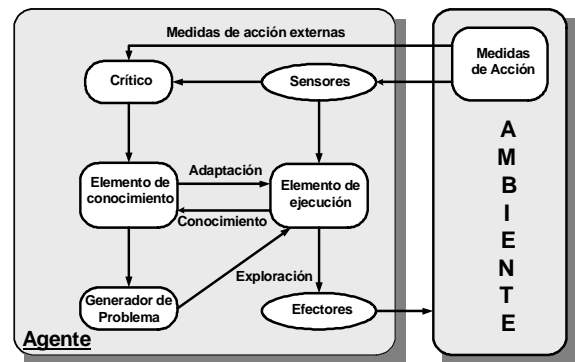 Medidas de acción externas
Medidas
de Acción
Crítico
Sensores
A
M
B
I
E
N
T
E
Elemento de
conocimiento
Adaptación
Elemento de
ejecución
Conocimiento
Exploración
Generador de
Problema
Efectores
Agente